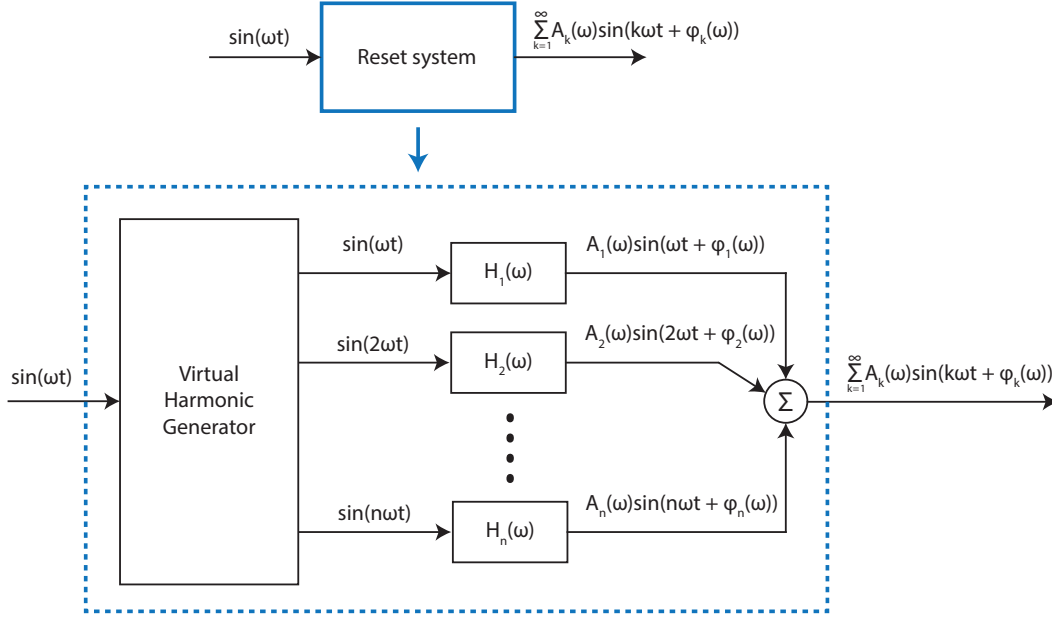 sin(ωt)
Reset system
∞
∑ A_k(ω)sin(kωt + φ_k(ω))
k=1
sin(ωt)
Virtual
Harmonic
Generator
sin(ωt)
H_1(ω)
A_1(ω)sin(ωt + φ_1(ω))
sin(2ωt)
H_2(ω)
A_2(ω)sin(2ωt + φ_2(ω))
sin(nωt)
H_n(ω)
A_n(ω)sin(nωt + φ_n(ω))
Σ
∞
∑ A_k(ω)sin(kωt + φ_k(ω))
k=1